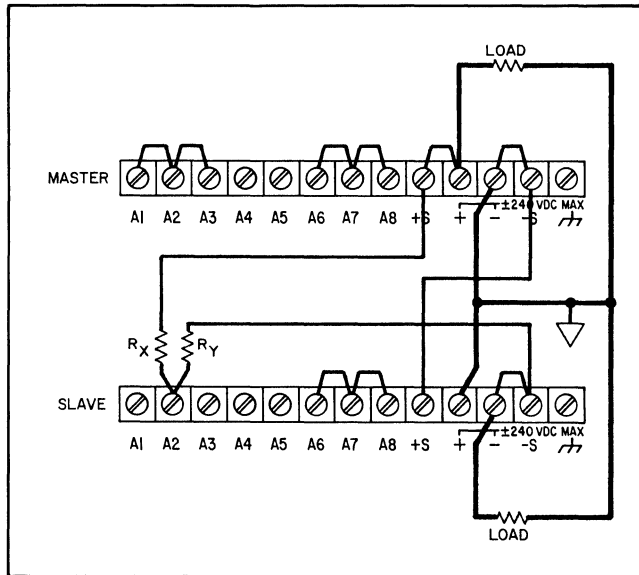 LOAD
MASTER
A1 A2 A3 A4 A5 A6 A7 A8 +S + - -S
±240 VDC MAX
RX RY
SLAVE
A1 A2 A3 A4 A5 A6 A7 A8 +S + - -S
±240 VDC MAX
LOAD